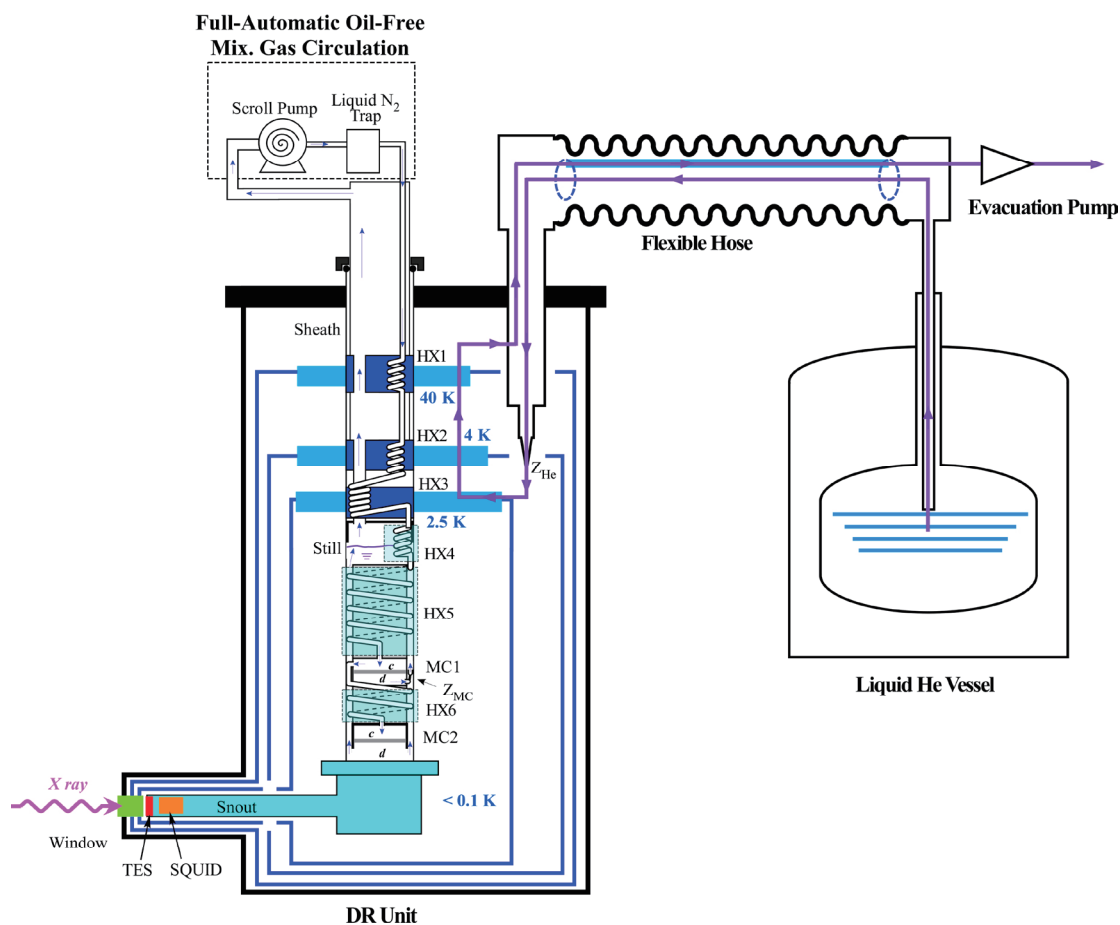 Full-Automatic Oil-Free
Mix. Gas Circulation
Scroll Pump
Liquid N2
Trap
Evacuation Pump
Flexible Hose
Sheath
HX1
40 K
HX2
4 K
ZHe
HX3
2.5 K
Still
HX4
HX5
c
MC1
d
ZMC
HX6
c
MC2
d
Liquid He Vessel
X ray
< 0.1 K
Snout
Window
TES
SQUID
DR Unit